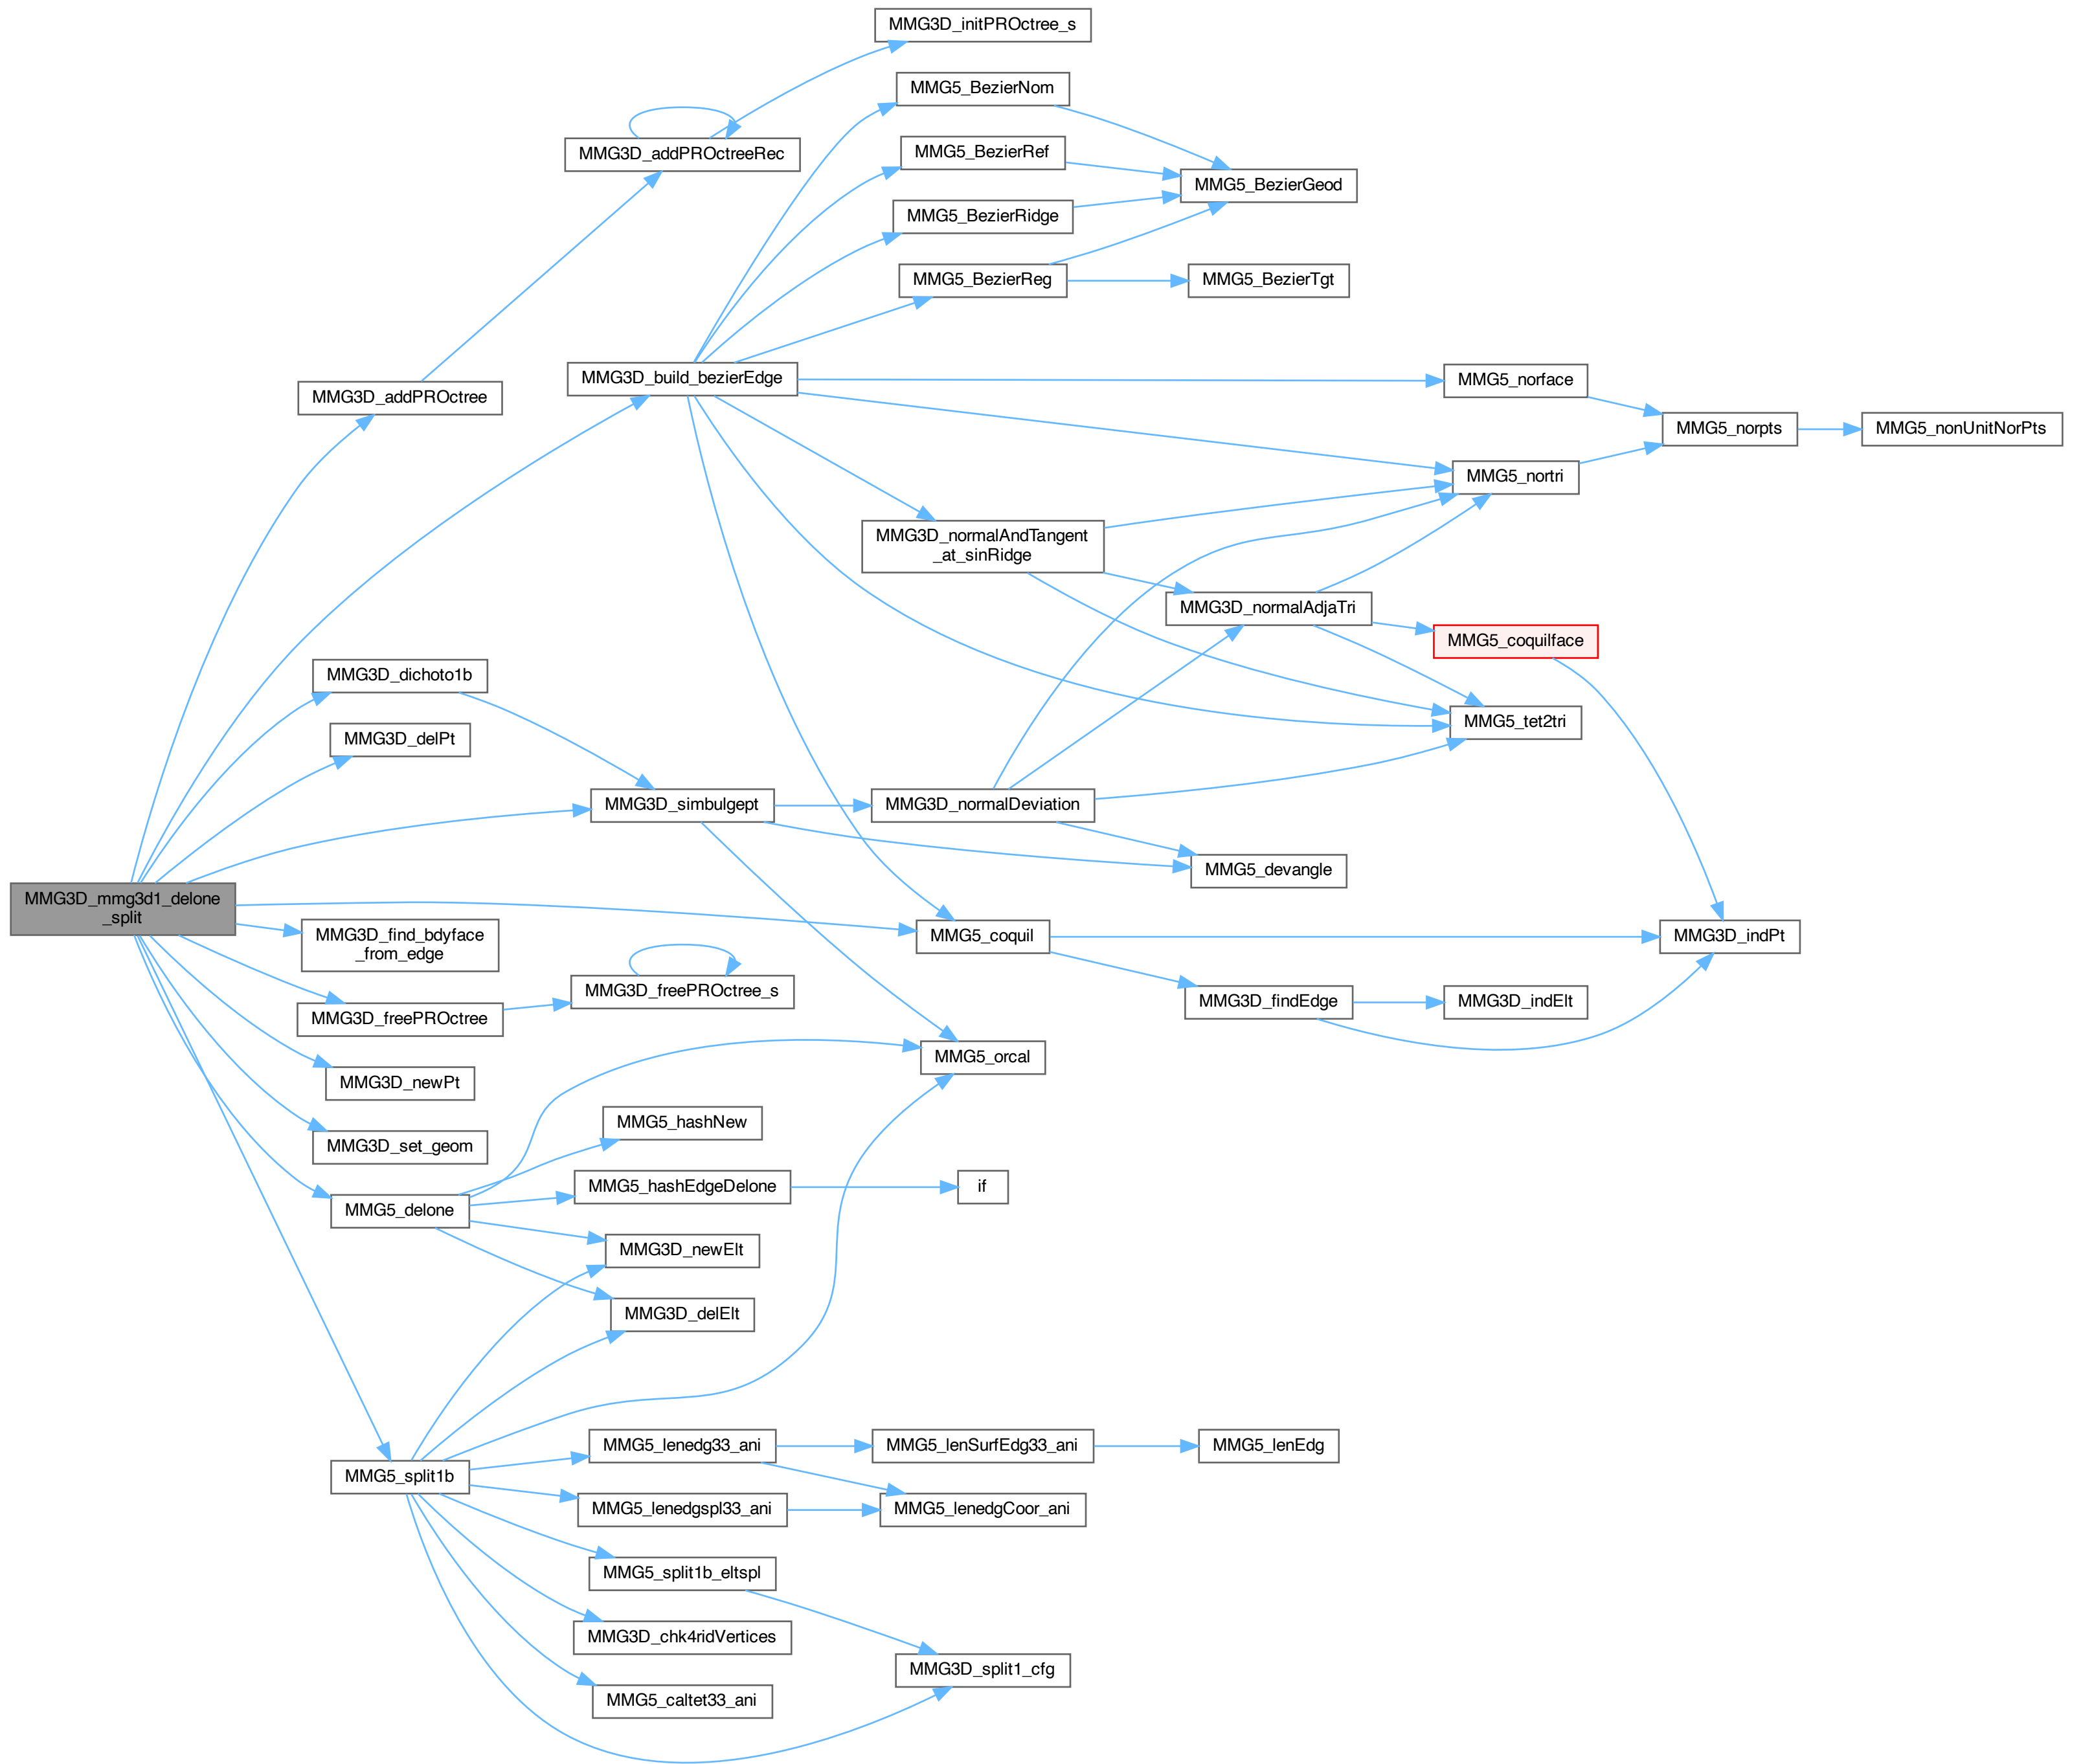 MMG3D_initPROctree_s
MMG5_BezierNom
MMG3D_addPROctreeRec
MMG5_BezierRef
MMG5_BezierGeod
MMG5_BezierRidge
MMG5_BezierReg
MMG5_BezierTgt
MMG3D_build_bezierEdge
MMG5_norface
MMG3D_addPROctree
MMG5_norpts
MMG5_nonUnitNorPts
MMG5_nortri
MMG3D_normalAndTangent
_at_sinRidge
MMG3D_normalAdjaTri
MMG5_coquilface
MMG3D_dichoto1b
MMG5_tet2tri
MMG3D_delPt
MMG3D_simbulgept
MMG3D_normalDeviation
MMG5_devangle
MMG3D_mmg3d1_delone
_split
MMG3D_find_bdyface
_from_edge
MMG5_coquil
MMG3D_indPt
MMG3D_freePROctree_s
MMG3D_findEdge
MMG3D_indElt
MMG3D_freePROctree
MMG5_orcal
MMG3D_newPt
MMG5_hashNew
MMG3D_set_geom
MMG5_hashEdgeDelone
if
MMG5_delone
MMG3D_newElt
MMG3D_delElt
MMG5_lenedg33_ani
MMG5_lenSurfEdg33_ani
MMG5_lenEdg
MMG5_split1b
MMG5_lenedgspl33_ani
MMG5_lenedgCoor_ani
MMG5_split1b_eltspl
MMG3D_chk4ridVertices
MMG3D_split1_cfg
MMG5_caltet33_ani